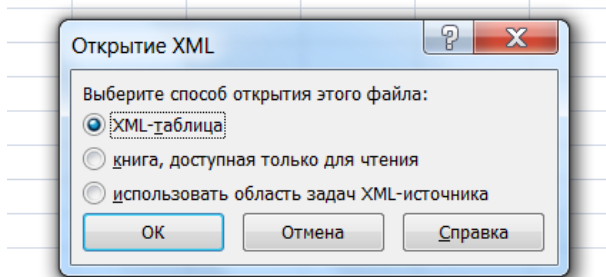 Открытие XML
Выберите способ открытия этого файла:
XML-таблица
книга, доступная только для чтения
использовать область задач XML-источника
ОК Отмена Справка